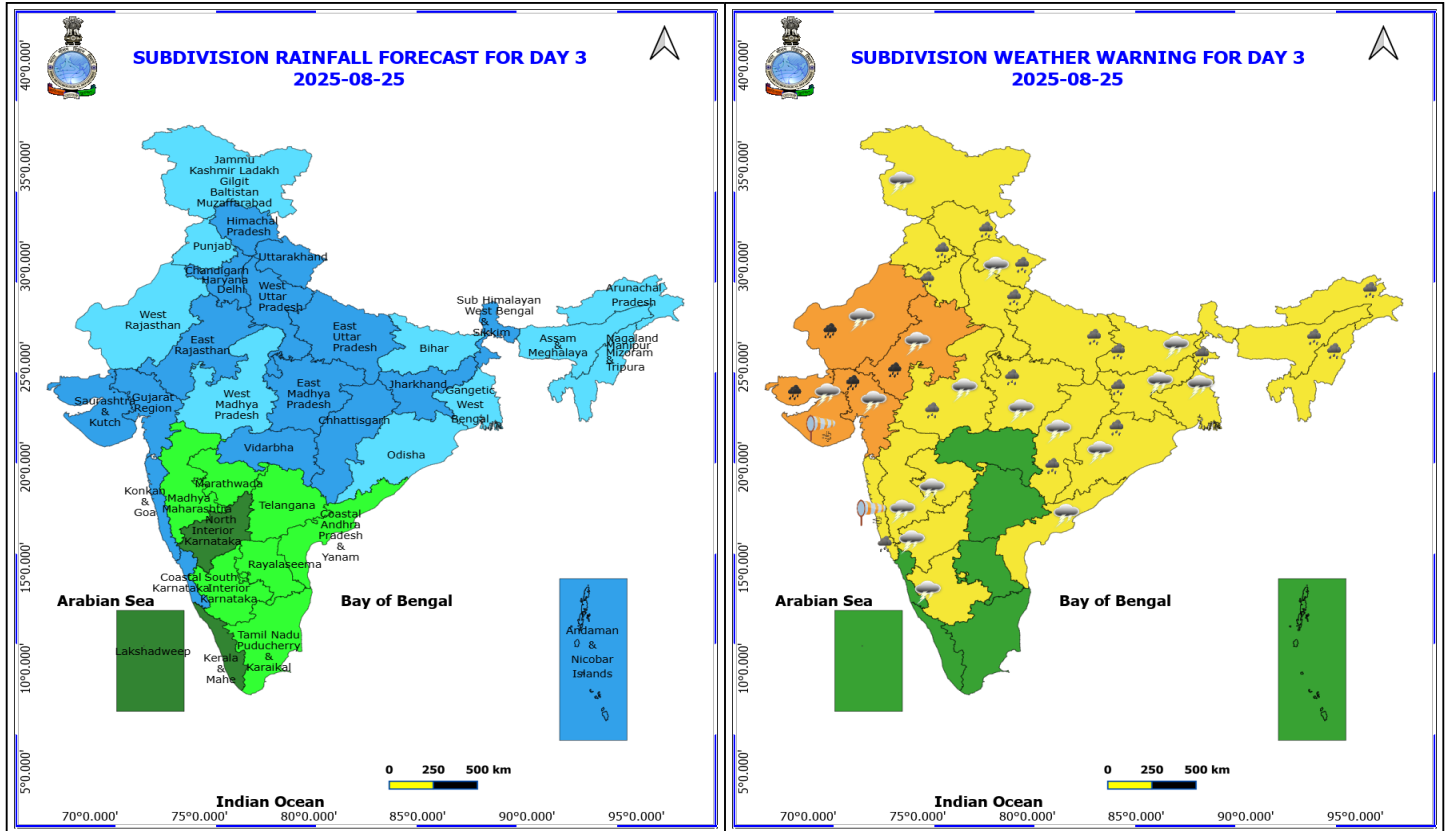 SUBDIVISION RAINFALL FORECAST FOR DAY 3
2025-08-25
40°0.000'
35°0.000'
30°0.000'
25°0.000'
20°0.000'
15°0.000'
10°0.000'
5°0.000'
Jammu
Kashmir Ladakh
Gilgit
Baltistan
Muzaffarabad
Himachal
Pradesh
Punjab
Uttarakhand
Chandigarh
Haryana
Delhi
West
Uttar
Pradesh
West
Rajasthan
East
Rajasthan
East
Uttar
Pradesh
Sub Himalayan
West Bengal
&
Sikkim
Arunachal
Pradesh
Assam
&
Meghalaya
Nagaland
Manipur
Mizoram
&
Tripura
Bihar
Jharkhand
Gangetic
West
Bengal
Saurashtra
&
Kutch
Gujarat
Region
West
Madhya
Pradesh
East
Madhya
Pradesh
Chhattisgarh
Vidarbha
Odisha
Konkan
&
Goa
Madhya
Maharashtra
Marathwada
Telangana
North
Interior
Karnataka
Coastal
Andhra
Pradesh
&
Yanam
Rayalaseema
Coastal
Karnataka
South
Interior
Karnataka
Tamil Nadu
Puducherry
&
Karaikal
Kerala
&
Mahe
Lakshadweep
Andaman
&
Nicobar
Islands
Arabian Sea
Bay of Bengal
0 250 500 km
Indian Ocean
70°0.000' 75°0.000' 80°0.000' 85°0.000' 90°0.000' 95°0.000'
SUBDIVISION WEATHER WARNING FOR DAY 3
2025-08-25
40°0.000'
35°0.000'
30°0.000'
25°0.000'
20°0.000'
15°0.000'
10°0.000'
5°0.000'
Arabian Sea
Bay of Bengal
0 250 500 km
Indian Ocean
70°0.000' 75°0.000' 80°0.000' 85°0.000' 90°0.000' 95°0.000'